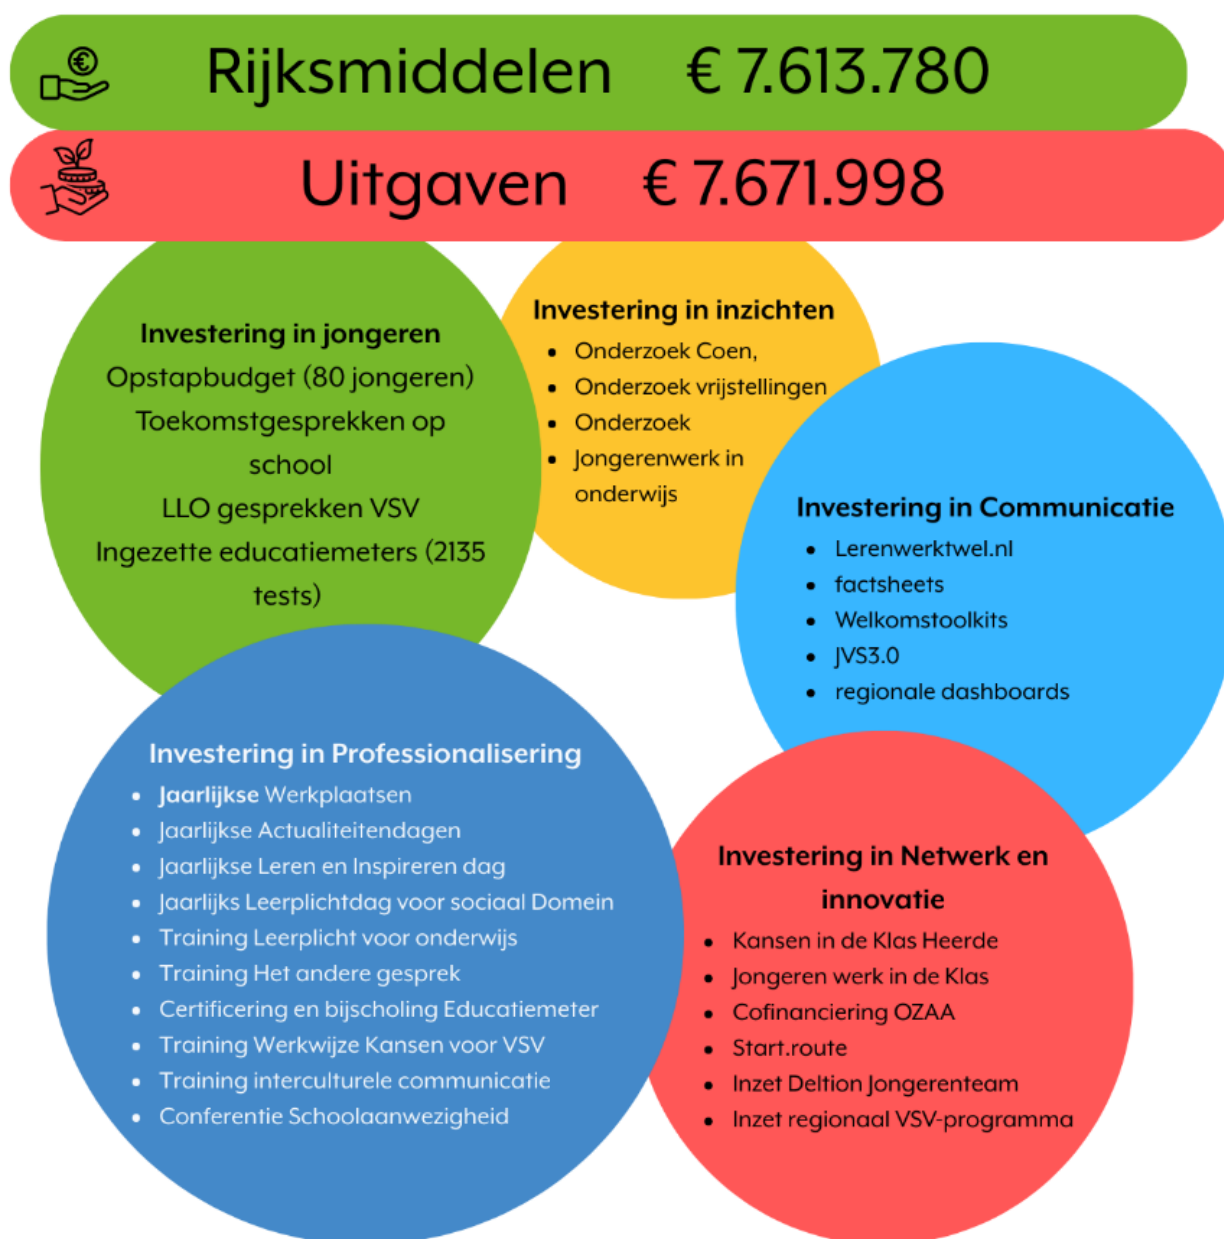 Rijksmiddelen € 7.613.780
Uitgaven € 7.671.998
Investering in jongeren
Opstapbudget (80 jongeren)
Toekomstgesprekken op
school
LLO gesprekken VSV
Ingezette educatiemeters (2135
tests)
Investering in inzichten
• Onderzoek Coen,
• Onderzoek vrijstellingen
• Onderzoek
• Jongerenwerk in
onderwijs
Investering in Communicatie
• Lerenwerktwel.nl
• factsheets
• Welkomstoolkits
• JVS3.0
• regionale dashboards
Investering in Professionalisering
• Jaarlijkse Werkplaatsen
• Jaarlijkse Actualiteitendagen
• Jaarlijkse Leren en Inspireren dag
• Jaarlijks Leerplichtdag voor sociaal Domein
• Training Leerplicht voor onderwijs
• Training Het andere gesprek
• Certificering en bijscholing Educatiemeter
• Training Werkwijze Kansen voor VSV
• Training interculturele communicatie
• Conferentie Schoolaanwezigheid
Investering in Netwerk en
innovatie
• Kansen in de Klas Heerde
• Jongeren werk in de Klas
• Cofinanciering OZAA
• Start.route
• Inzet Deltion Jongerenteam
• Inzet regionaal VSV-programma